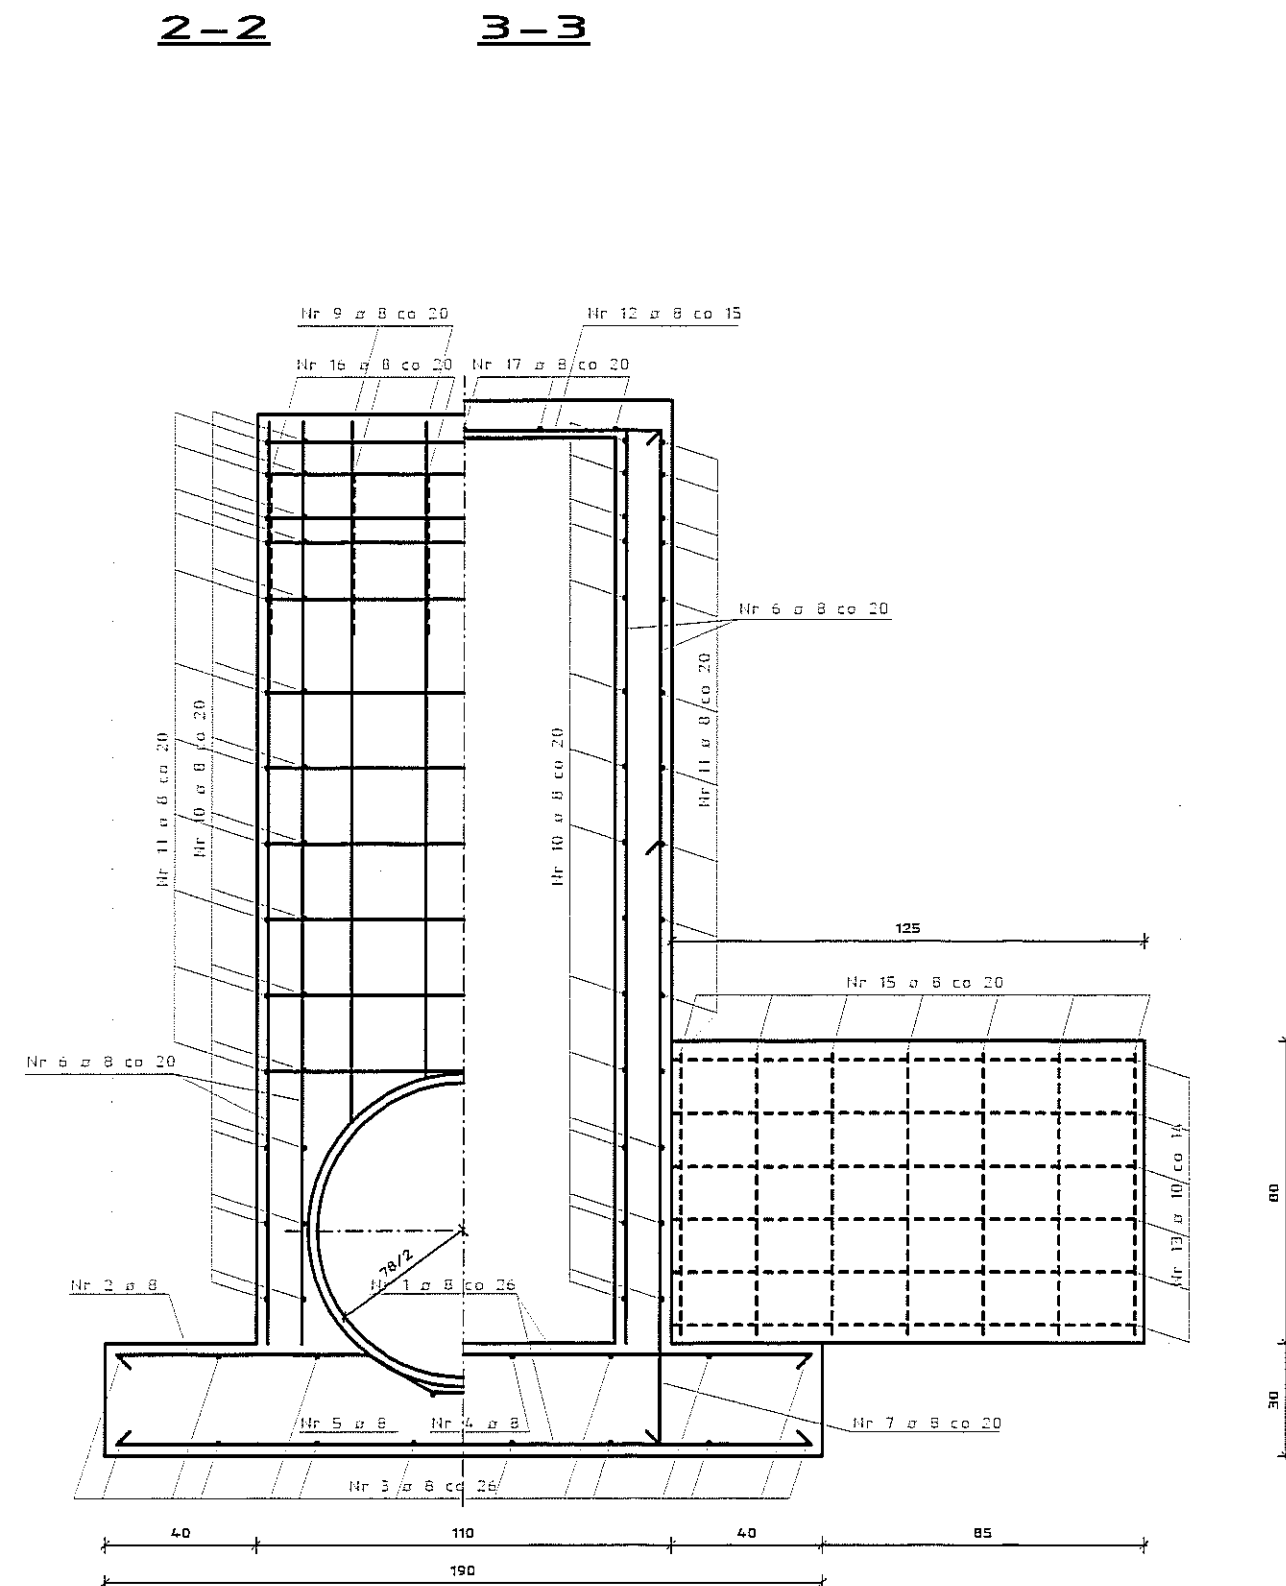 2-2
3-3
Nr 9 ø 8 co 20
Nr 12 ø 8 co 15
Nr 16 ø 8 co 20
Nr 17 ø 8 co 20
Nr 6 ø 8 co 20
Nr 11 ø 8 co 20
Nr 10 ø 8 co 20
Nr 10 ø 8 co 20
Nr 11 ø 8 co 20
125
Nr 15 ø 8 co 20
Nr 6 ø 8 co 20
Nr 13 ø 10 co 14
80
78/2
Nr 2 ø 8
Nr 1 ø 8 co 26
30
Nr 5 ø 8
Nr 4 ø 8
Nr 7 ø 8 co 20
Nr 3 ø 8 co 26
40
110
40
85
190